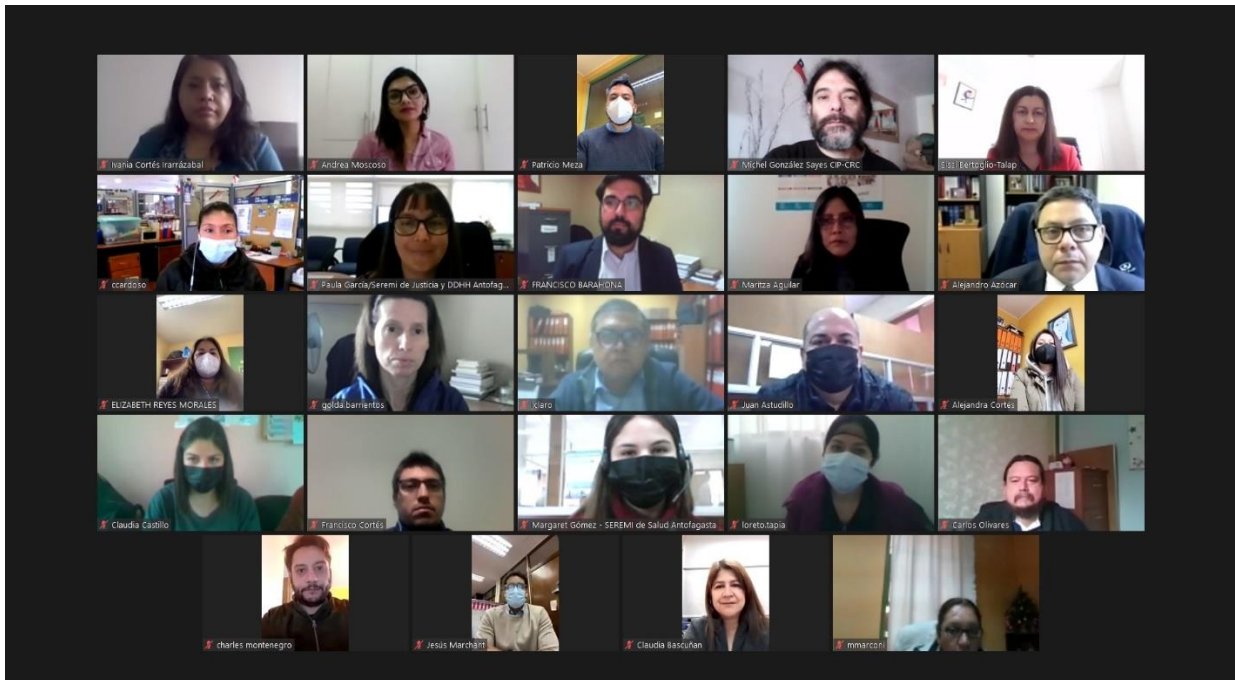 Ivania Cortés Irarrázabal
Andrea Moscoso
Patricio Meza
Michel González Sayes CIP-CRC
Sissi Bertoglio-Talap
ccardoso
Paula García/Seremi de Justicia y DDHH Antofag...
FRANCISCO BARAHONA
Maritza Aguilar
Alejandro Azócar
ELIZABETH REYES MORALES
golda.barrientos
jclaro
Juan Astudillo
Alejandra Cortés
Claudia Castillo
Francisco Cortés
Margaret Gómez - SEREMI de Salud Antofagasta
loreto.tapia
Carlos Olivares
charles montenegro
Jesús Marchant
Claudia Bascuñan
mmarconi